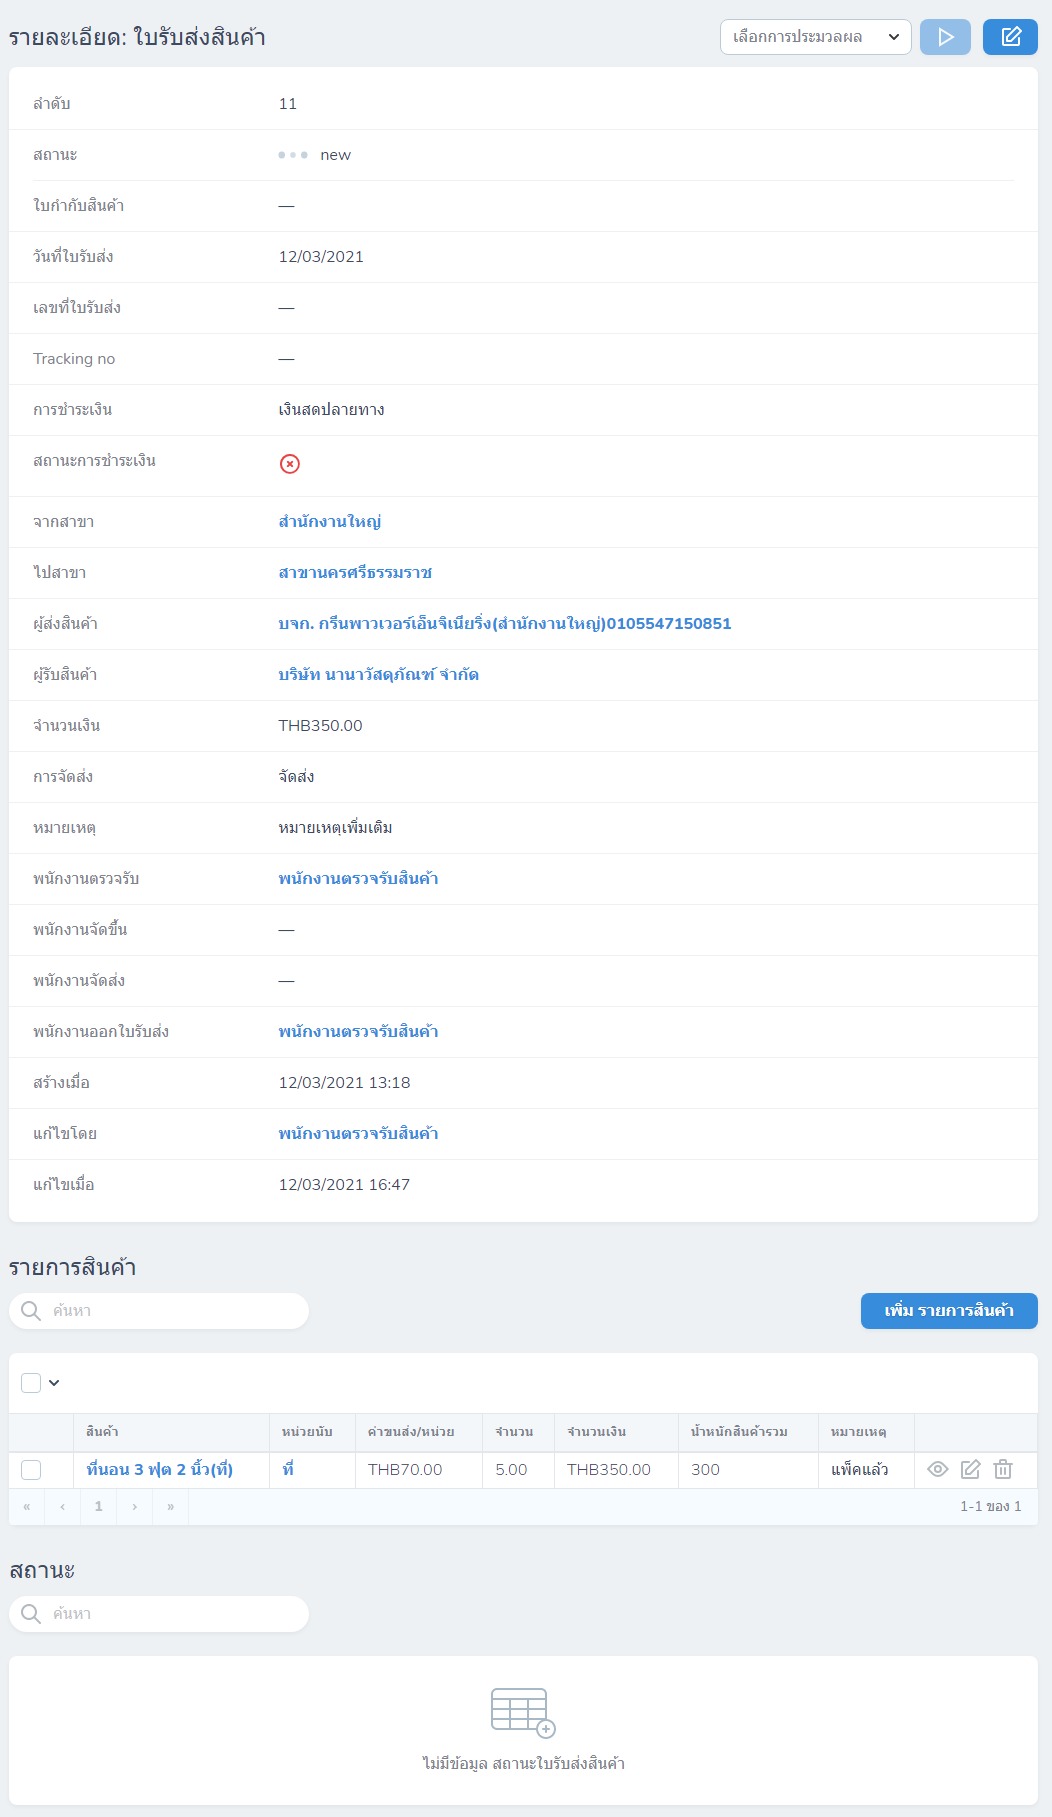 รายละเอียด: ใบรับส่งสินค้า
เลือกการประมวลผล
ลำดับ 11
สถานะ new
ใบกำกับสินค้า —
วันที่ใบรับส่ง 12/03/2021
เลขที่ใบรับส่ง —
Tracking no —
การชำระเงิน เงินสดปลายทาง
สถานะการชำระเงิน
จากสาขา สำนักงานใหญ่
ไปสาขา สาขานครศรีธรรมราช
ผู้ส่งสินค้า บจก. กรีนพาวเวอร์เอ็นจิเนียริ่ง(สำนักงานใหญ่)0105547150851
ผู้รับสินค้า บริษัท นานาวัสดุภัณฑ์ จำกัด
จำนวนเงิน THB350.00
การจัดส่ง จัดส่ง
หมายเหตุ หมายเหตุเพิ่มเติม
พนักงานตรวจรับ พนักงานตรวจรับสินค้า
พนักงานจัดขึ้น —
พนักงานจัดส่ง —
พนักงานออกใบรับส่ง พนักงานตรวจรับสินค้า
สร้างเมื่อ 12/03/2021 13:18
แก้ไขโดย พนักงานตรวจรับสินค้า
แก้ไขเมื่อ 12/03/2021 16:47
รายการสินค้า
ค้นหา เพิ่ม รายการสินค้า
สินค้า หน่วยนับ ค่าขนส่ง/หน่วย จำนวน จำนวนเงิน น้ำหนักสินค้ารวม หมายเหตุ
ที่นอน 3 ฟุต 2 นิ้ว(ที่) ที่ THB70.00 5.00 THB350.00 300 แพ็คแล้ว
« ‹ 1 › » 1-1 ของ 1
สถานะ
ค้นหา
ไม่มีข้อมูล สถานะใบรับส่งสินค้า